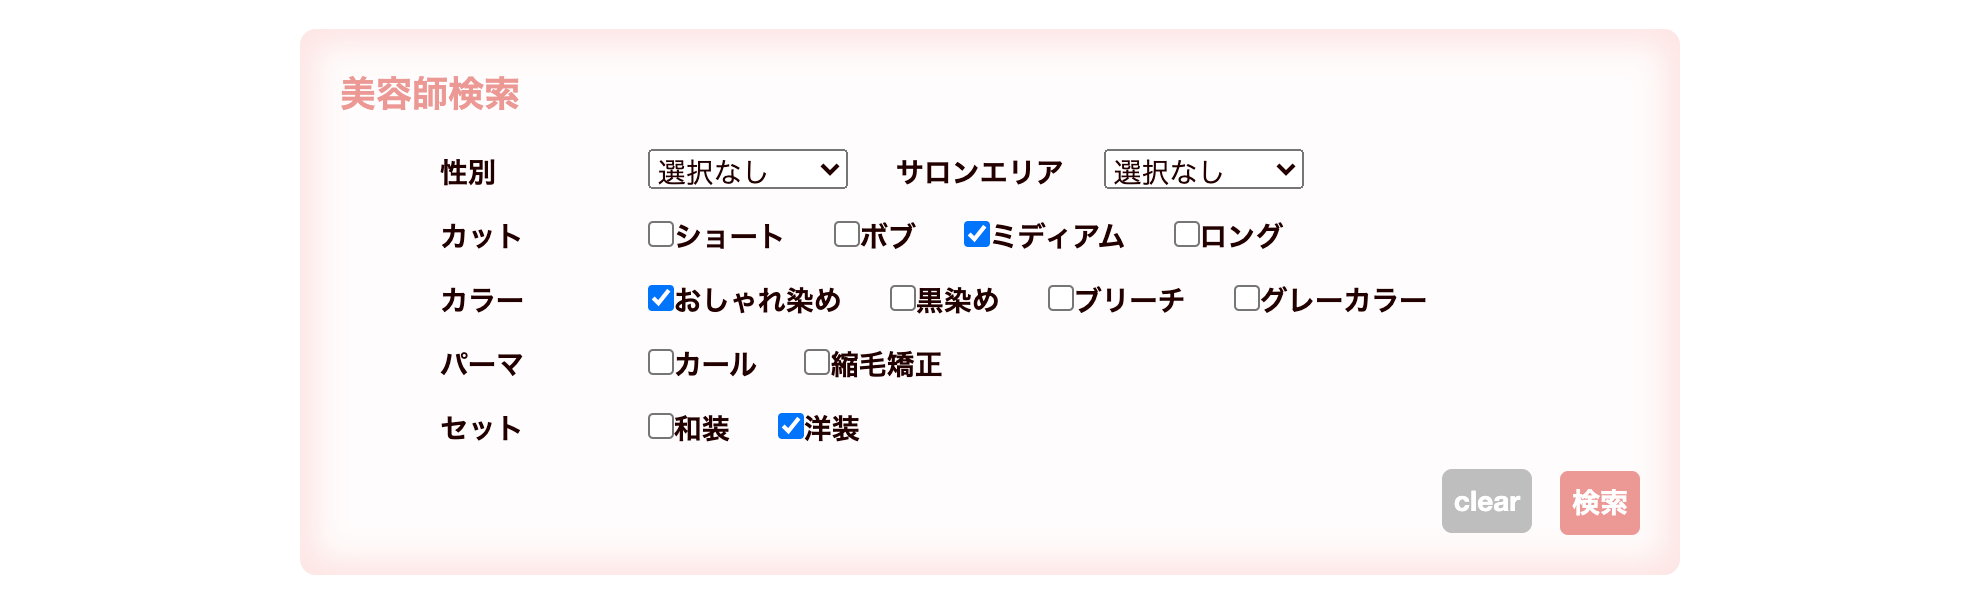 美容師検索
性別 選択なし サロンエリア 選択なし
カット ショート ボブ ミディアム ロング
カラー おしゃれ染め 黒染め ブリーチ グレーカラー
パーマ カール 縮毛矯正
セット 和装 洋装
clear 検索